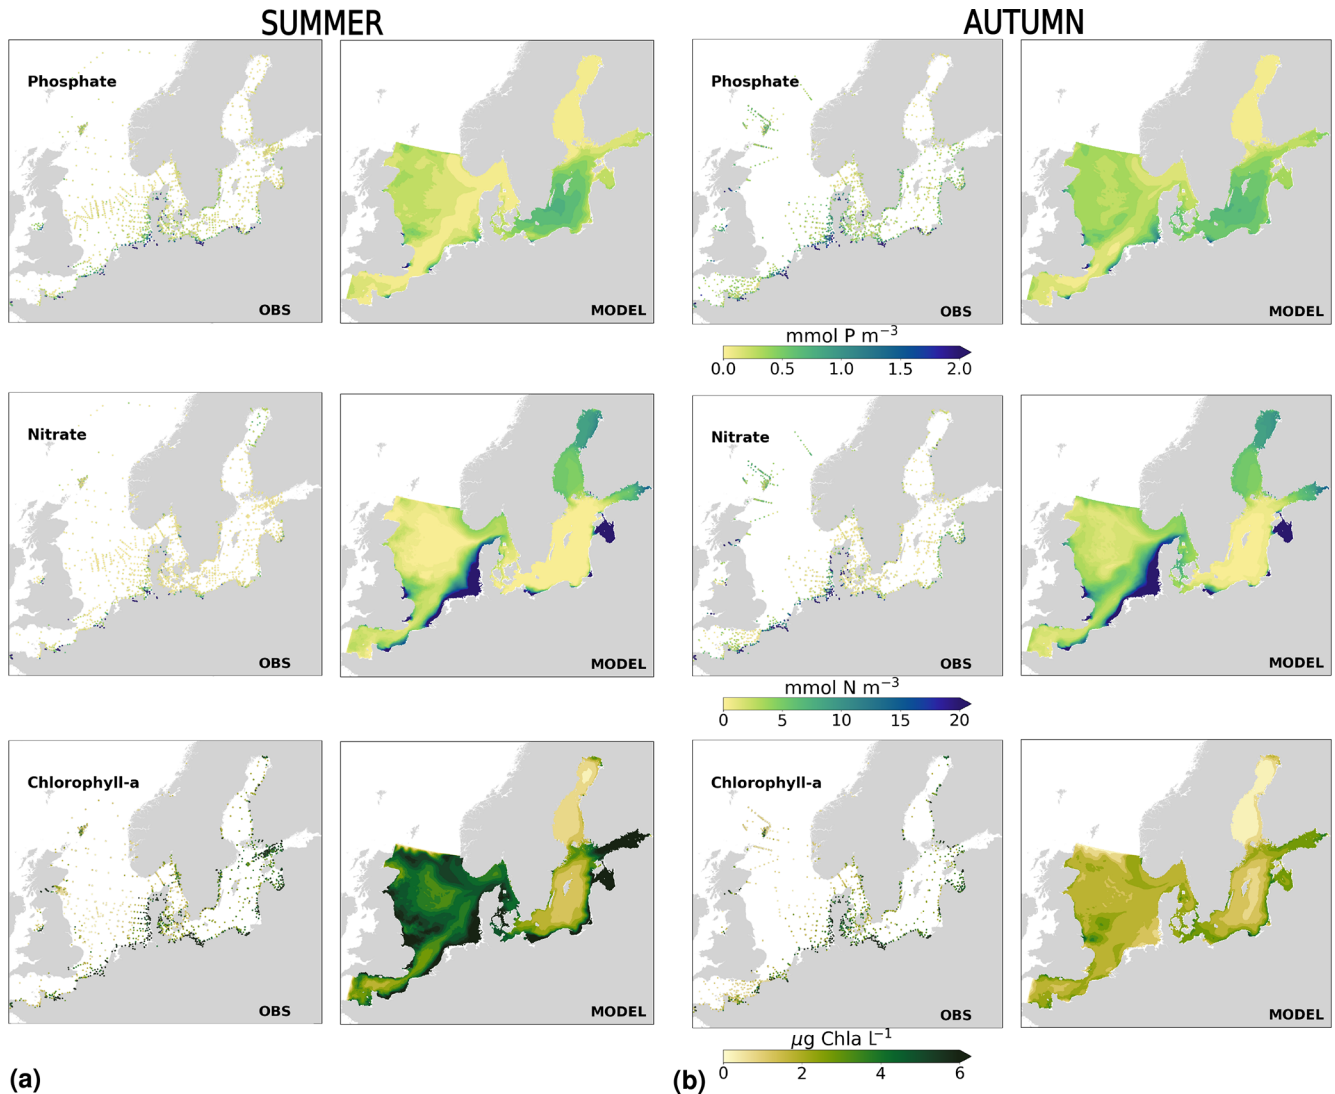 SUMMER
AUTUMN
Phosphate
OBS
MODEL
Phosphate
OBS
MODEL
mmol P m⁻³
0.0 0.5 1.0 1.5 2.0
Nitrate
OBS
MODEL
Nitrate
OBS
MODEL
mmol N m⁻³
0 5 10 15 20
Chlorophyll-a
OBS
MODEL
Chlorophyll-a
OBS
MODEL
μg Chla L⁻¹
0 2 4 6
(a)
(b)